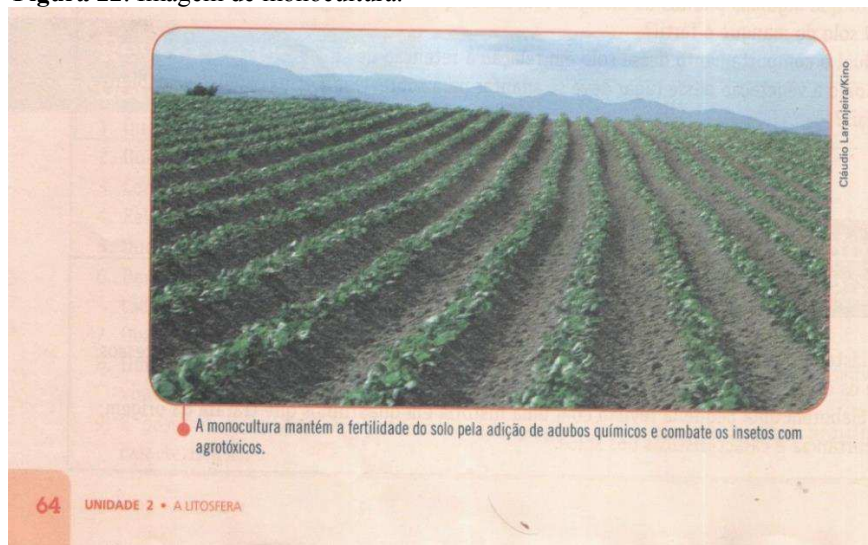 Figura 22. Imagem de monocultura.
Cláudio Laranjeira/Kino
A monocultura mantém a fertilidade do solo pela adição de adubos químicos e combate os insetos com
agrotóxicos.
64 UNIDADE 2 • A LITOSFERA